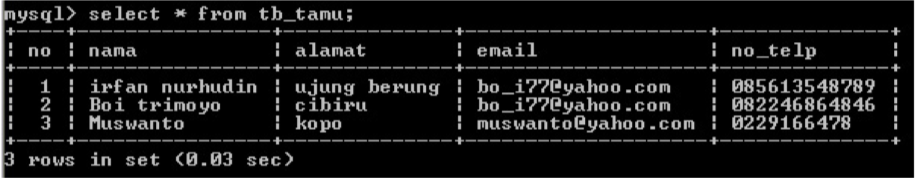 mysql> select * from tb_tamu;
+----+-----------------+--------------+--------------------+--------------+
| no | nama            | alamat       | email              | no_telp      |
+----+-----------------+--------------+--------------------+--------------+
|  1 | irfan nurhudin  | ujung berung | bo_i77@yahoo.com   | 085613548789 |
|  2 | Boi trimoyo     | cibiru       | bo_i77@yahoo.com   | 082246864846 |
|  3 | Muswanto        | kopo         | muswanto@yahoo.com | 0229166478   |
+----+-----------------+--------------+--------------------+--------------+
3 rows in set (0.03 sec)